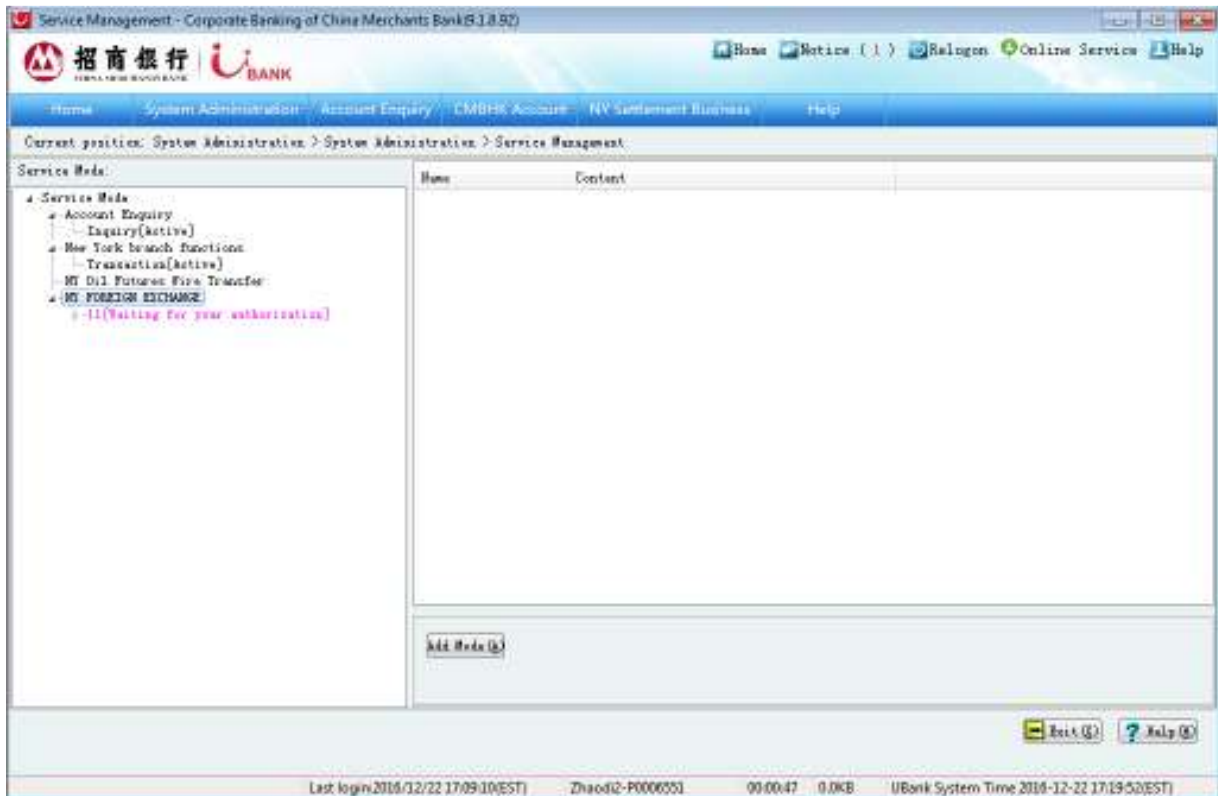 Service Management - Corporate Banking of China Merchants Bank(9.1.8.92)
招商银行 UBANK
CHINA MERCHANTS BANK
Home Notice (1) Relogon Online Service Help
Home System Administration Account Enquiry CMBHK Account NY Settlement Business Help
Current position: System Administration > System Administration > Service Management
Service Mode:
Name Content
Service Mode
Account Enquiry
Enquiry[Active]
New York branch functions
Transaction[Active]
NY Oil Futures Wire Transfer
NY FOREIGN EXCHANGE
11[Waiting for your authorization]
Add Mode(A)
Exit(E) Help(H)
Last login:2016/12/22 17:09:10(EST) Zhaodi2-P0006551 00:00:47 0.0KB UBank System Time 2016-12-22 17:19:52(EST)